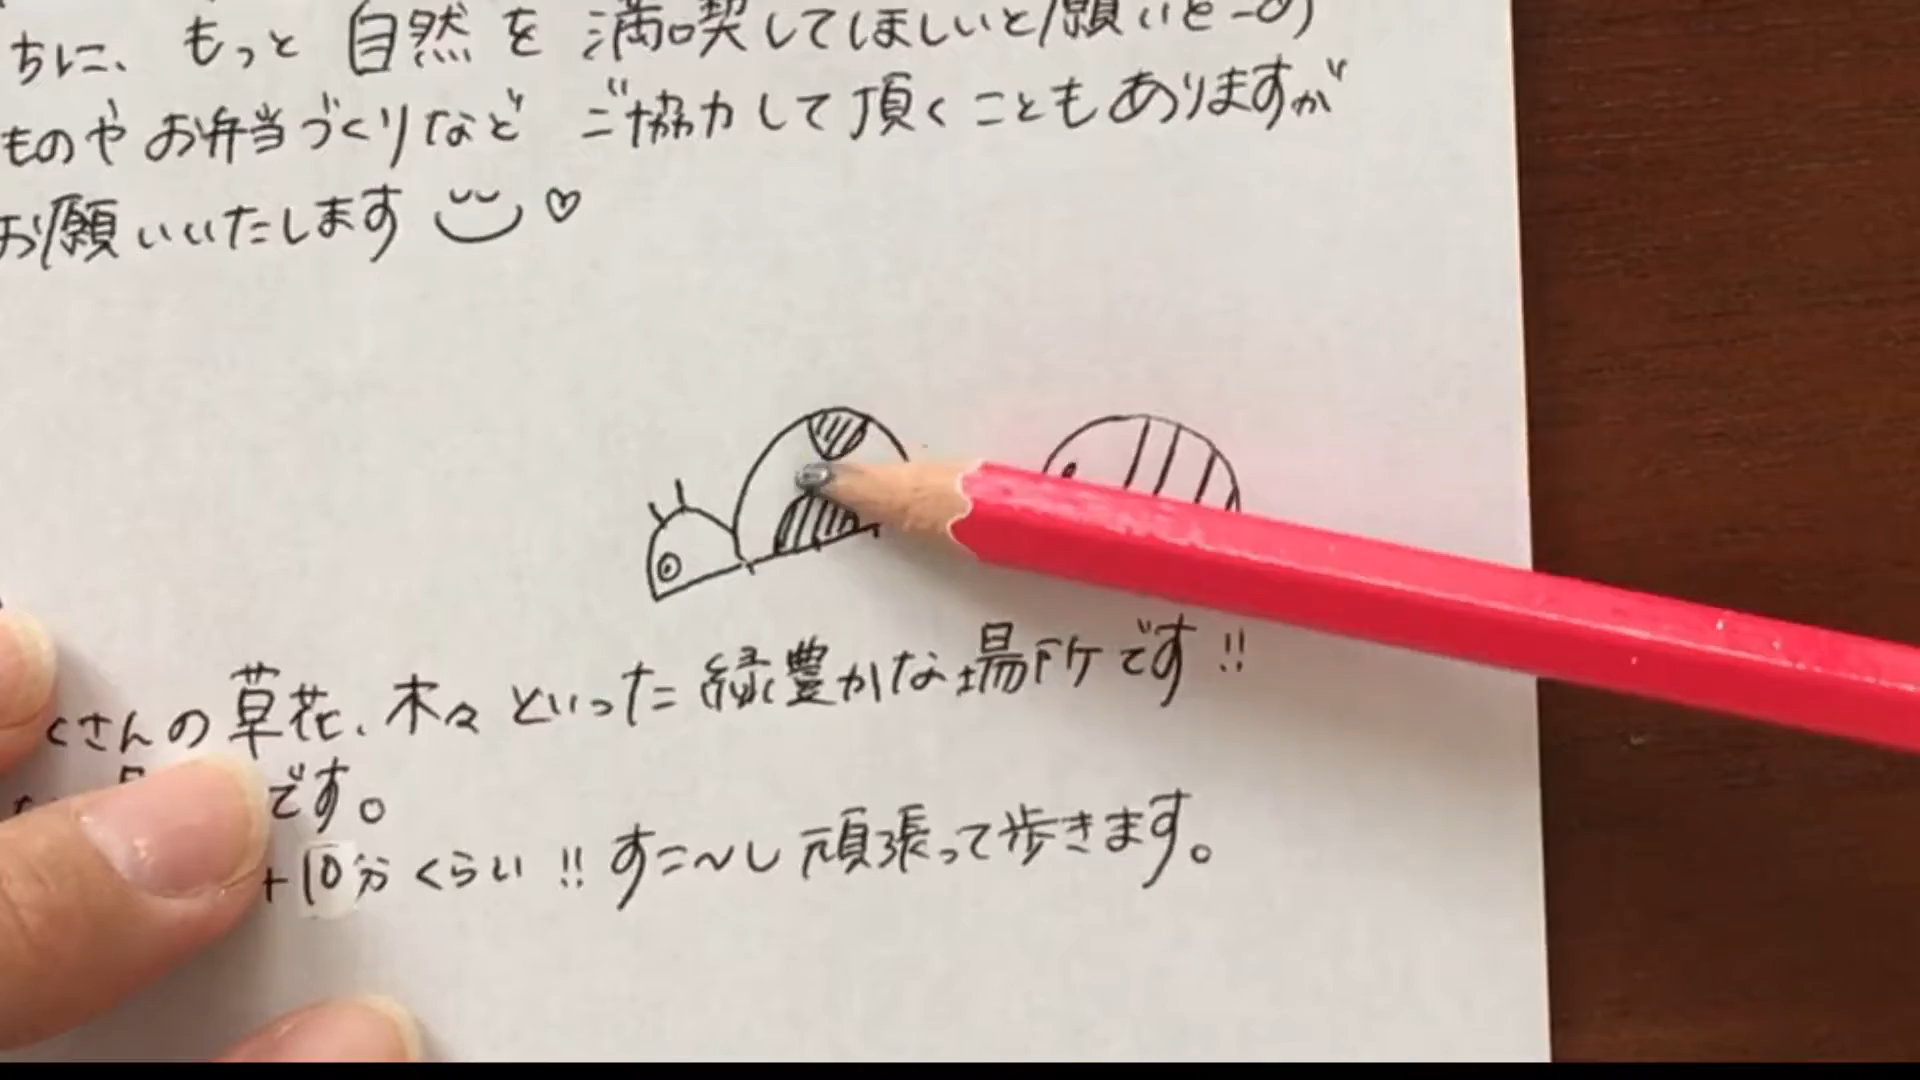 ちに、もっと 自然 を 満喫してほしいと願い
ものや お弁当づくりなど ご協力して頂くこともありますが
お願いいたします ♡
くさんの 草花、木々 といった 緑豊かな場所です!!
です。
+10分くらい!! すこ〜し 頑張って歩きます。